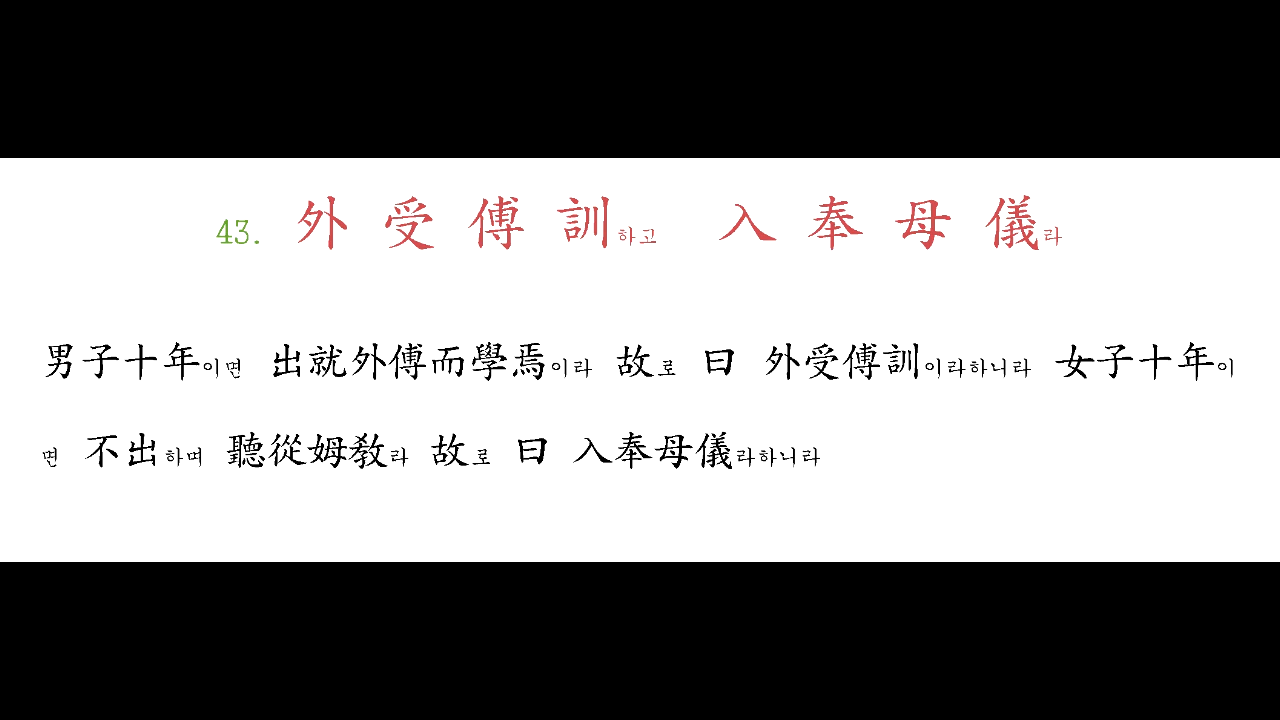 43. 外受傅訓하고 入奉母儀라
男子十年이면 出就外傅而學焉이라 故로 曰 外受傅訓이라하니라 女子十年이
면 不出하며 聽從姆敎라 故로 曰 入奉母儀라하니라